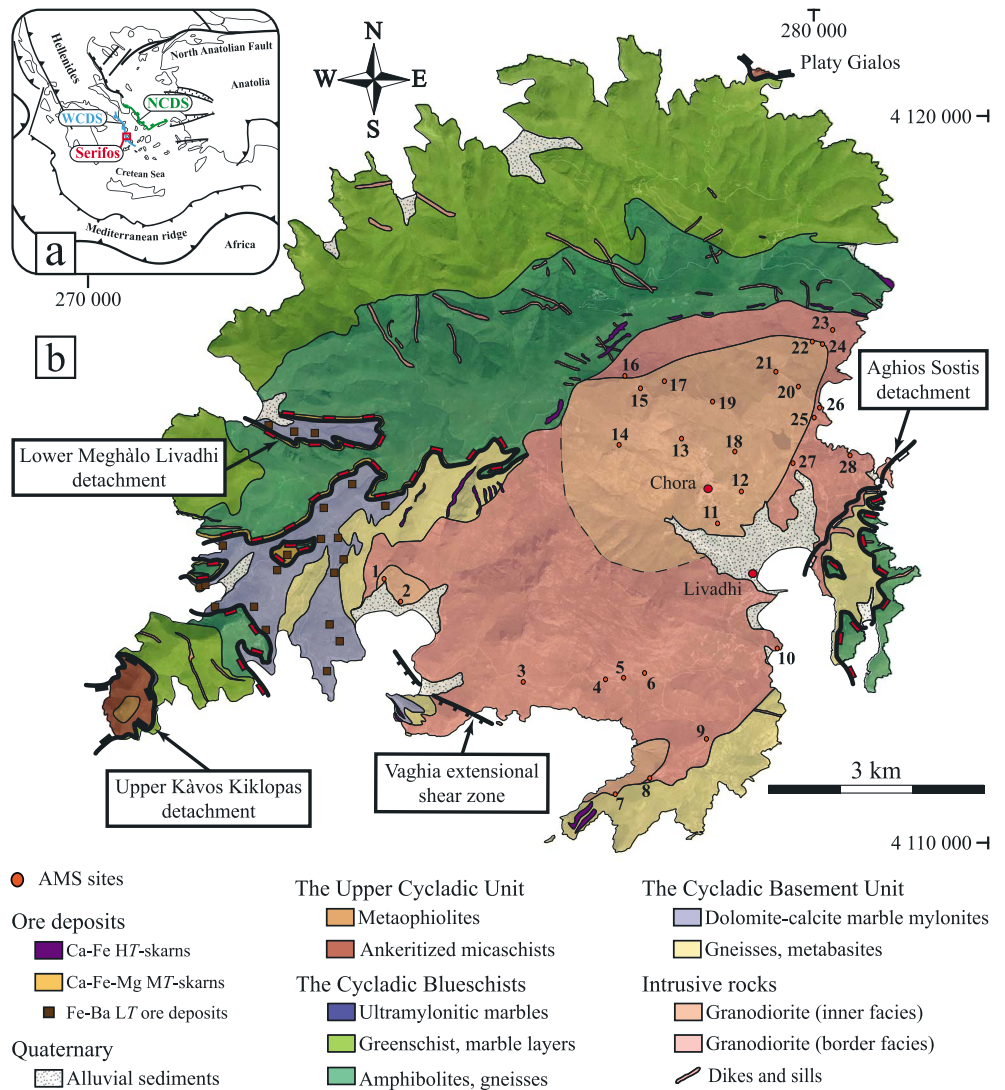 280 000
Platy Gialos
4 120 000
N
W E
S
Hellenides
North Anatolian Fault
Anatolia
NCDS
WCDS
Serifos
Cretean Sea
Mediterranean ridge
Africa
a
270 000
b
23
22 24
16
21
Aghios Sostis
detachment
17
20
15
19
26
25
14
13
18
Lower Meghàlo Livadhi
detachment
27
28
Chora
12
11
1
2
Livadhi
10
3
4
5
6
9
Vaghia extensional
shear zone
3 km
Upper Kàvos Kiklopas
detachment
8
7
4 110 000
AMS sites
Ore deposits
Ca-Fe HT-skarns
Ca-Fe-Mg MT-skarns
Fe-Ba LT ore deposits
Quaternary
Alluvial sediments
The Upper Cycladic Unit
Metaophiolites
Ankeritized micaschists
The Cycladic Blueschists
Ultramylonitic marbles
Greenschist, marble layers
Amphibolites, gneisses
The Cycladic Basement Unit
Dolomite-calcite marble mylonites
Gneisses, metabasites
Intrusive rocks
Granodiorite (inner facies)
Granodiorite (border facies)
Dikes and sills